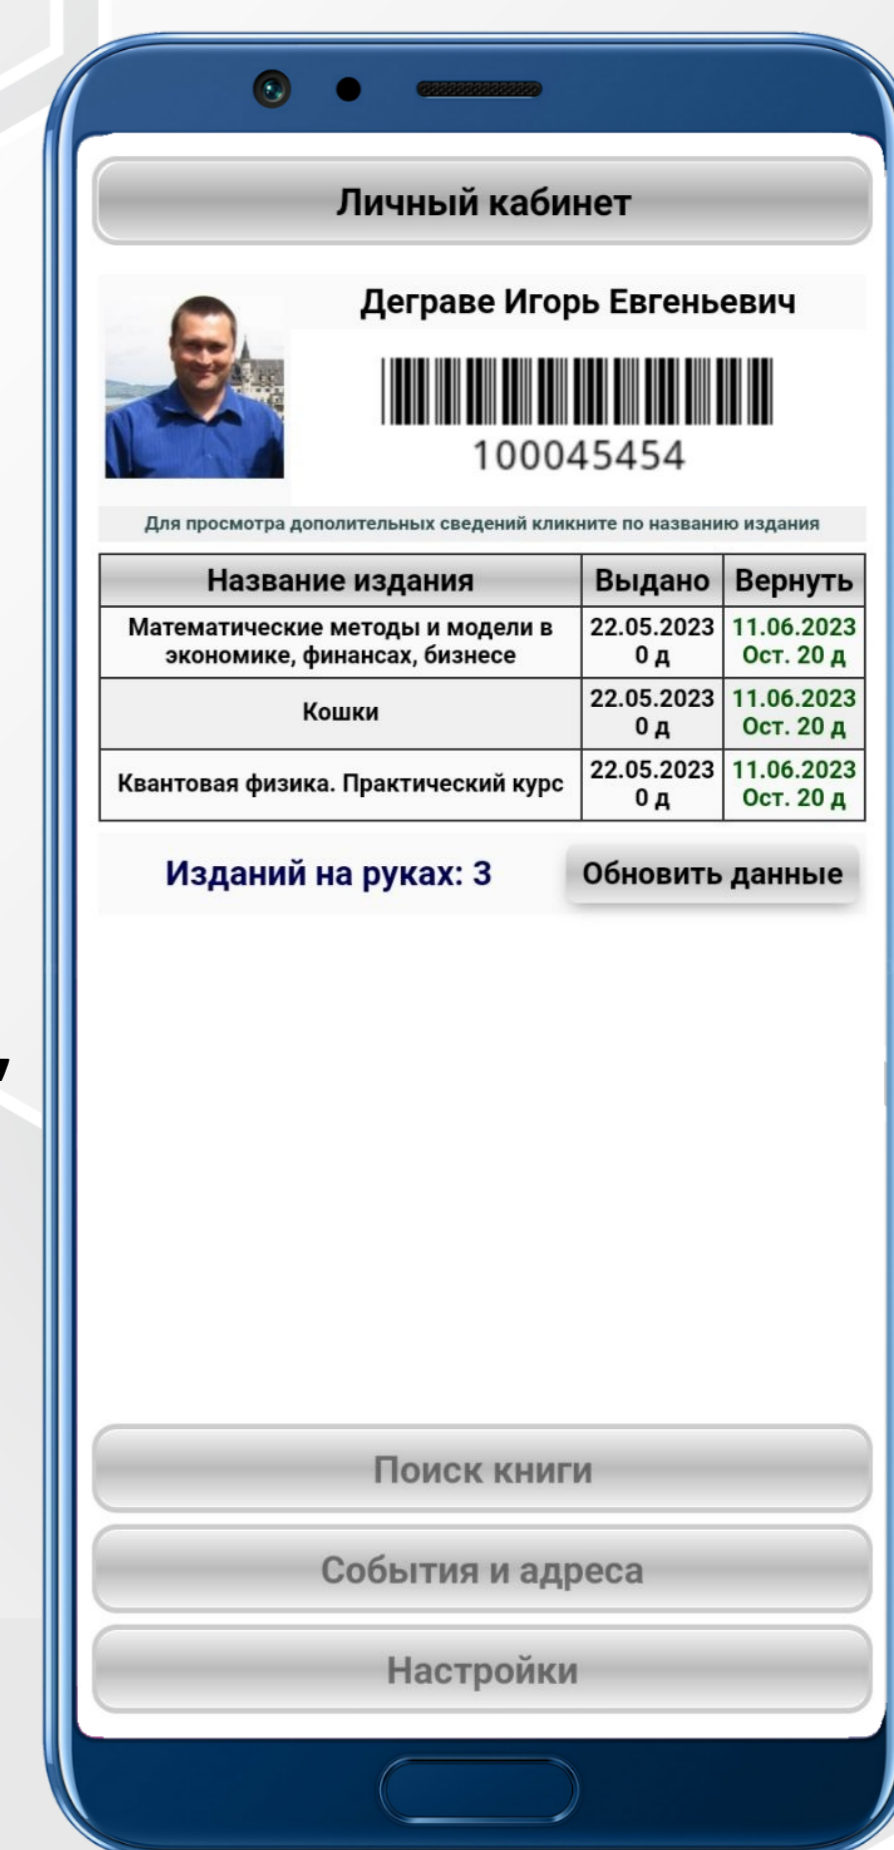 Личный кабинет
Деграве Игорь Евгеньевич
100045454
Для просмотра дополительных сведений кликните по названию издания
Название издания Выдано Вернуть
Математические методы и модели в экономике, финансах, бизнесе 22.05.2023 0 д 11.06.2023 Ост. 20 д
Кошки 22.05.2023 0 д 11.06.2023 Ост. 20 д
Квантовая физика. Практический курс 22.05.2023 0 д 11.06.2023 Ост. 20 д
Изданий на руках: 3 Обновить данные
Поиск книги
События и адреса
Настройки